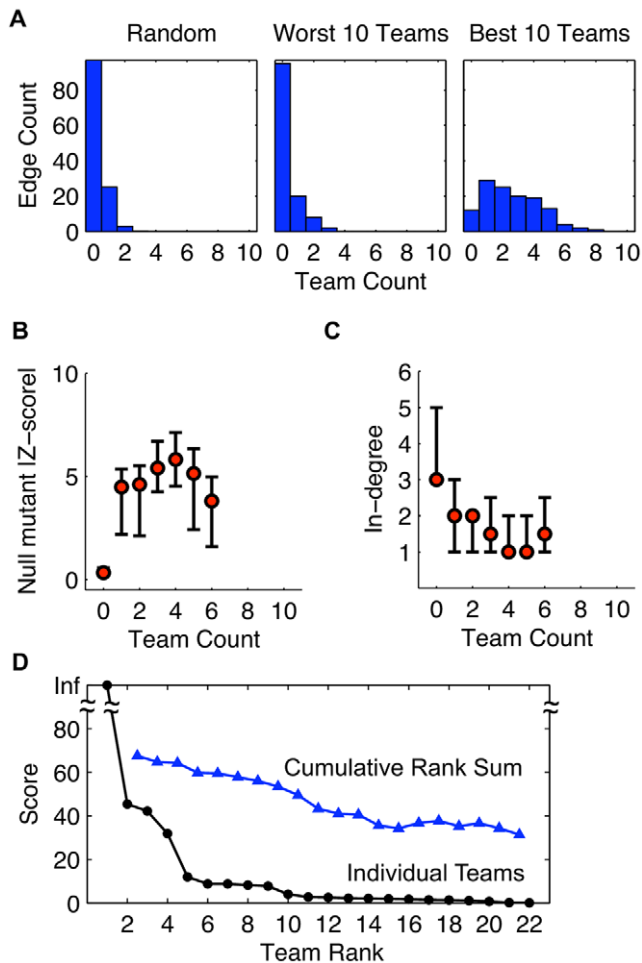 A
Random
Worst 10 Teams
Best 10 Teams
Edge Count
80
60
40
20
0
0 2 4 6 8 10
0 2 4 6 8 10
0 2 4 6 8 10
Team Count
B
Null mutant |Z-score|
10
5
0
0 2 4 6 8 10
Team Count
C
In-degree
6
5
4
3
2
1
0 2 4 6 8 10
Team Count
D
Score
Inf
80
60
40
20
0
Cumulative Rank Sum
Individual Teams
2 4 6 8 10 12 14 16 18 20 22
Team Rank